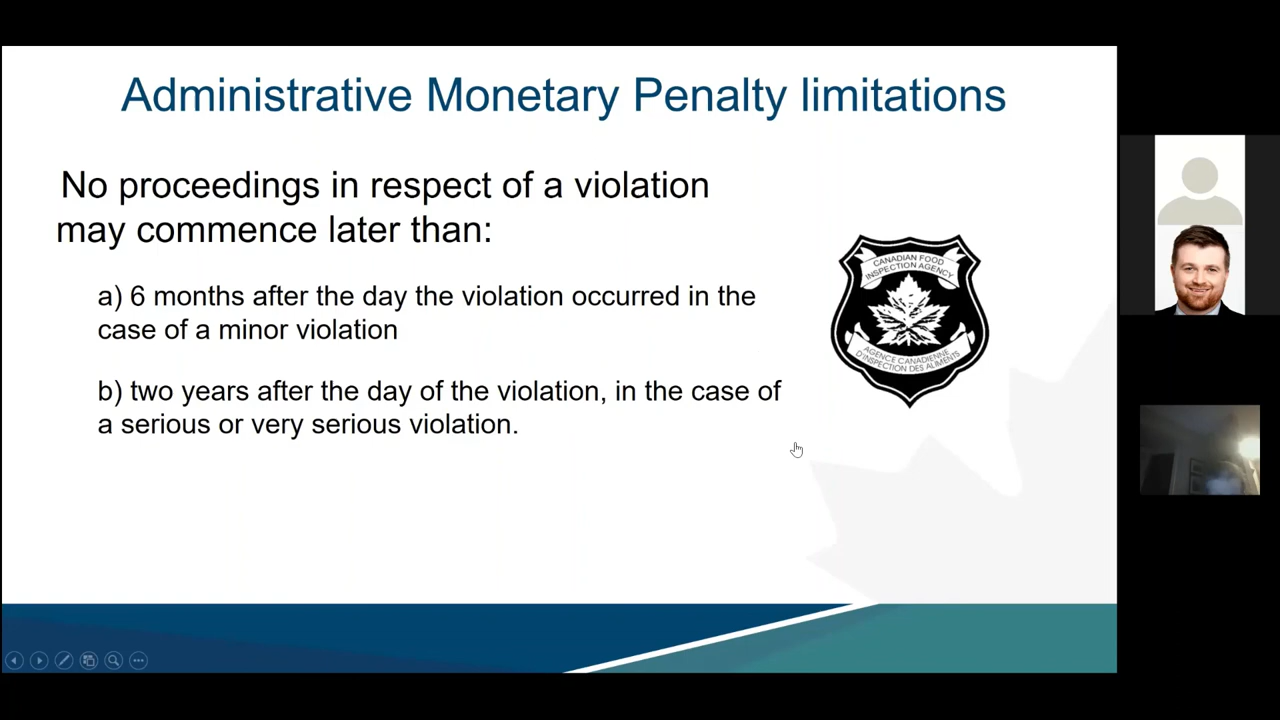 Administrative Monetary Penalty limitations
No proceedings in respect of a violation
may commence later than:
a) 6 months after the day the violation occurred in the
case of a minor violation
b) two years after the day of the violation, in the case of
a serious or very serious violation.
CANADIAN FOOD
INSPECTION AGENCY
AGENCE CANADIENNE
D'INSPECTION DES ALIMENTS